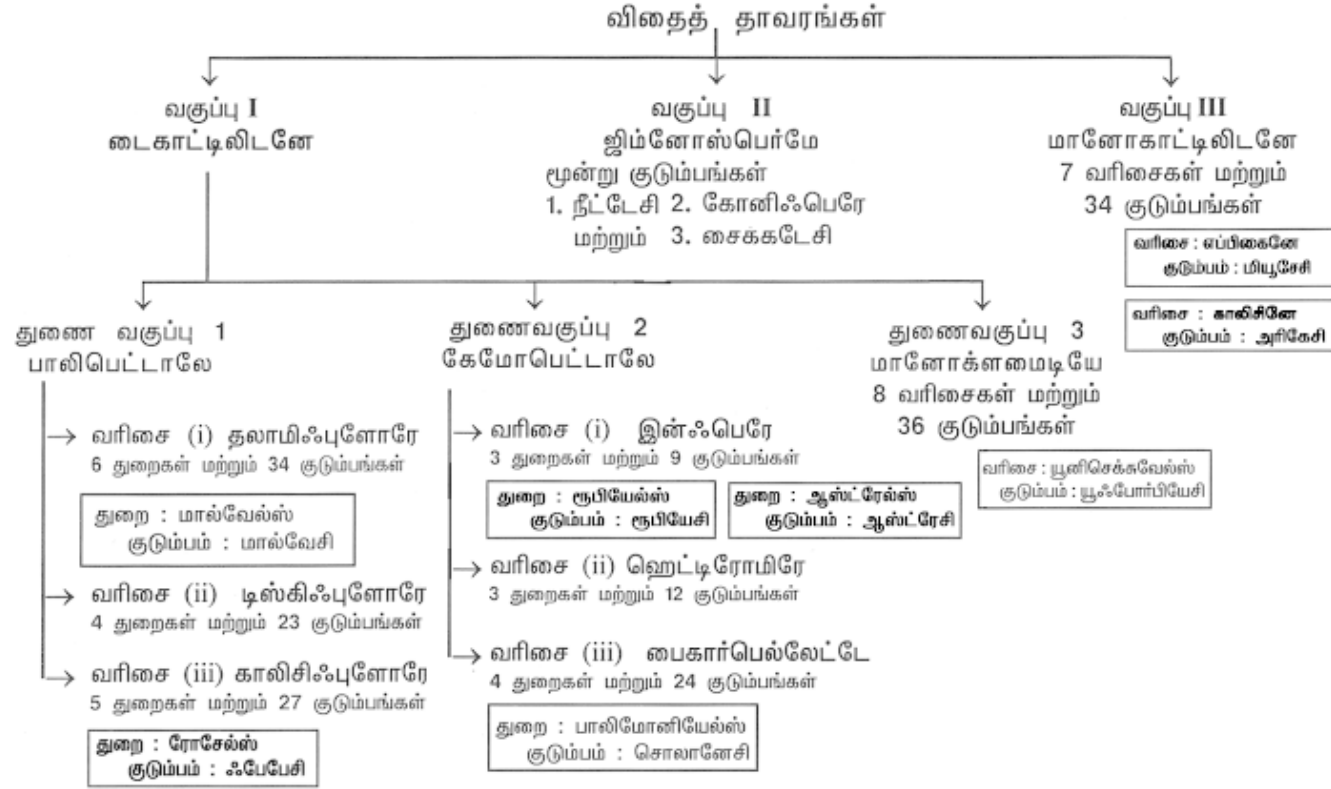 விதைத் தாவரங்கள்
வகுப்பு I
டைகாட்டிலிடனே
வகுப்பு II
ஜிம்னோஸ்பெர்மே
மூன்று குடும்பங்கள்
1. நீட்டேசி 2. கோனிஃபெரே
மற்றும் 3. சைக்கடேசி
வகுப்பு III
மானோகாட்டிலிடனே
7 வரிசைகள் மற்றும்
34 குடும்பங்கள்
வரிசை : எப்பிகைனே
குடும்பம் : மியூசேசி
வரிசை : காலிசினே
குடும்பம் : அரிகேசி
துணை வகுப்பு 1
பாலிபெட்டாலே
வரிசை (i) தலாமிஃபுளோரே
6 துறைகள் மற்றும் 34 குடும்பங்கள்
துறை : மால்வேல்ஸ்
குடும்பம் : மால்வேசி
வரிசை (ii) டிஸ்கிஃபுளோரே
4 துறைகள் மற்றும் 23 குடும்பங்கள்
வரிசை (iii) காலிசிஃபுளோரே
5 துறைகள் மற்றும் 27 குடும்பங்கள்
துறை : ரோசேல்ஸ்
குடும்பம் : ஃபேபேசி
துணைவகுப்பு 2
கேமோபெட்டாலே
வரிசை (i) இன்ஃபெரே
3 துறைகள் மற்றும் 9 குடும்பங்கள்
துறை : ரூபியேல்ஸ்
குடும்பம் : ரூபியேசி
துறை : ஆஸ்ட்ரேல்ஸ்
குடும்பம் : ஆஸ்ட்ரேசி
வரிசை (ii) ஹெட்டிரோமிரே
3 துறைகள் மற்றும் 12 குடும்பங்கள்
வரிசை (iii) பைகார்பெல்லேட்டே
4 துறைகள் மற்றும் 24 குடும்பங்கள்
துறை : பாலிமோனியேல்ஸ்
குடும்பம் : சொலானேசி
துணைவகுப்பு 3
மானோக்ளமைடியே
8 வரிசைகள் மற்றும்
36 குடும்பங்கள்
வரிசை : யூனிசெக்சுவேல்ஸ்
குடும்பம் : யூஃபோர்பியேசி